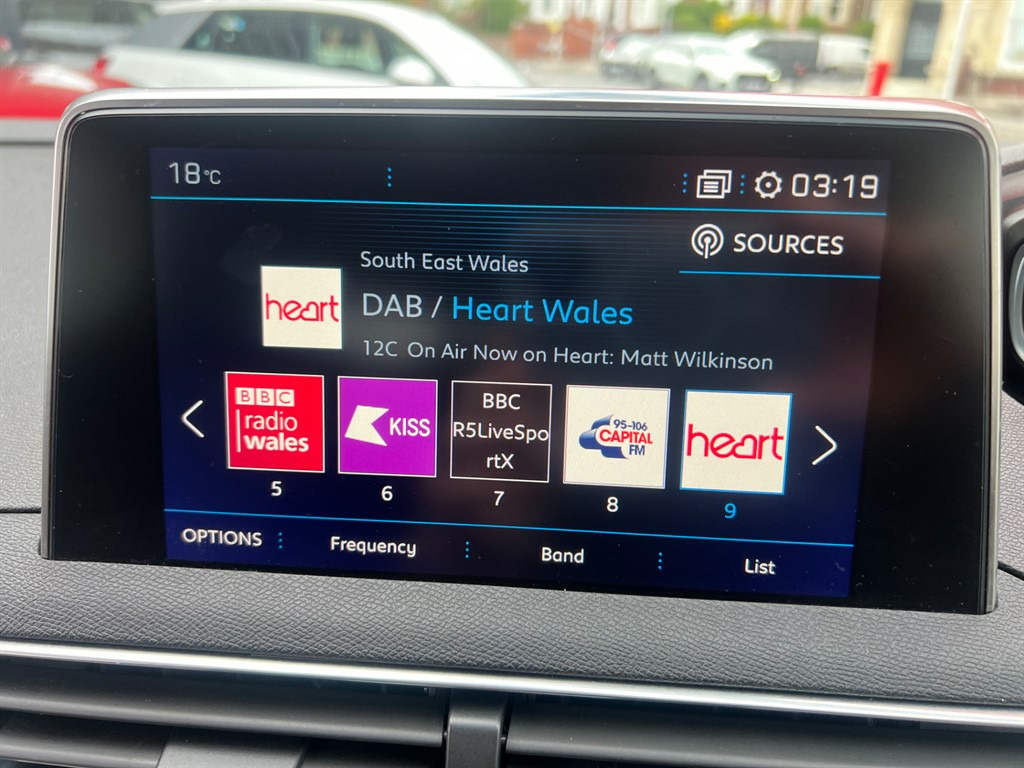 18°C
03:19
SOURCES
South East Wales
heart
DAB / Heart Wales
12C On Air Now on Heart: Matt Wilkinson
BBC
radio
wales
KISS
BBC
R5LiveSpo
rtX
95-106
CAPITAL
FM
heart
5
6
7
8
9
OPTIONS
Frequency
Band
List